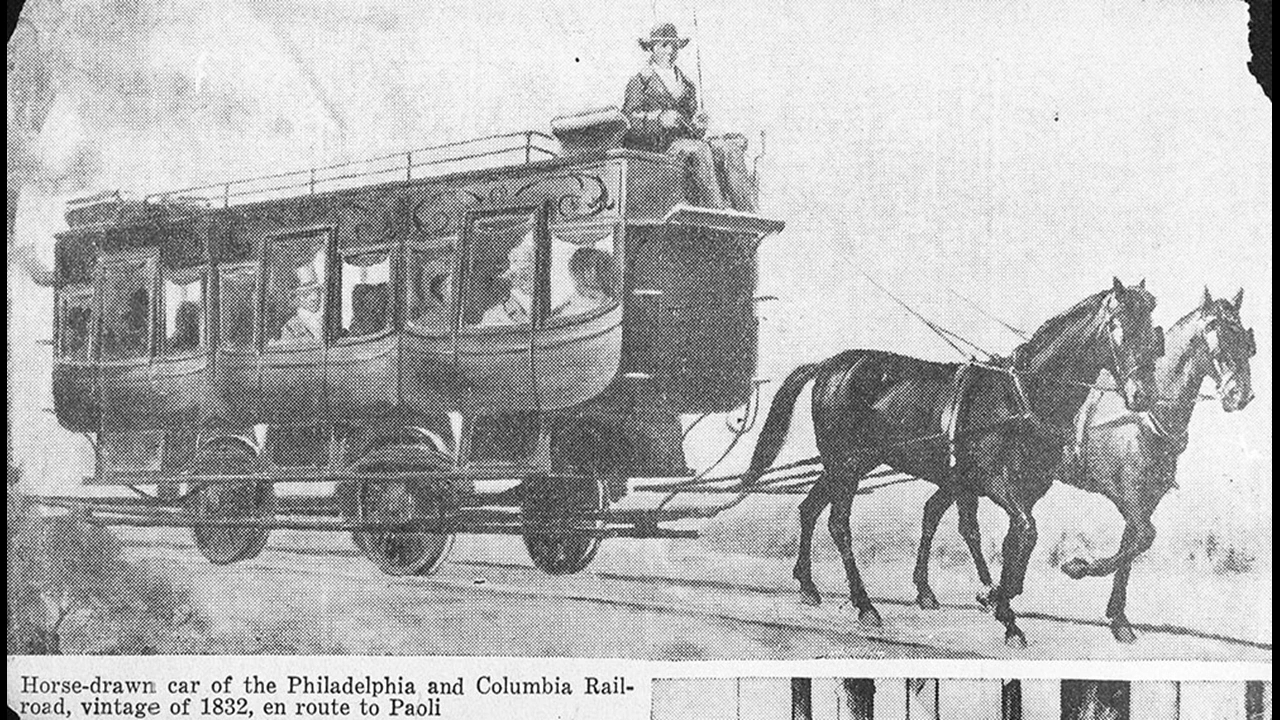 Horse-drawn car of the Philadelphia and Columbia Rail-
road, vintage of 1832, en route to Paoli